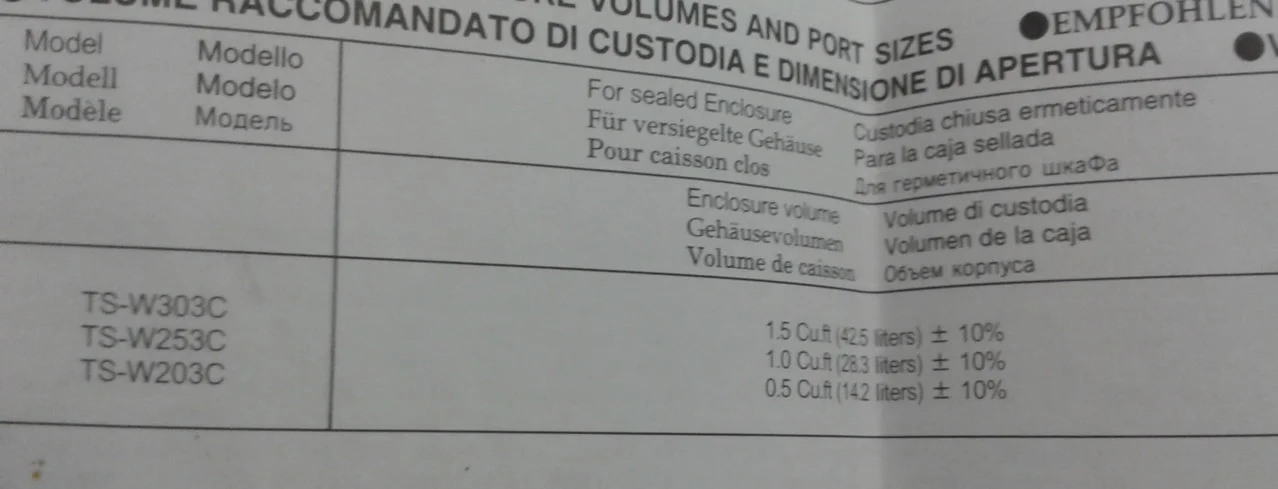 VOLUMES AND PORT SIZES
●EMPFOHLEN
VOLUME RACCOMANDATO DI CUSTODIA E DIMENSIONE DI APERTURA
Model Modello
Modell Modelo
Modèle Модель
For sealed Enclosure Custodia chiusa ermeticamente
Für versiegelte Gehäuse Para la caja sellada
Pour caisson clos Для герметичного шкаФа
Enclosure volume Volume di custodia
Gehäusevolumen Volumen de la caja
Volume de caisson Объем корпуса
TS-W303C 1.5 Cu.ft (42.5 liters) ± 10%
TS-W253C 1.0 Cu.ft (28.3 liters) ± 10%
TS-W203C 0.5 Cu.ft (14.2 liters) ± 10%